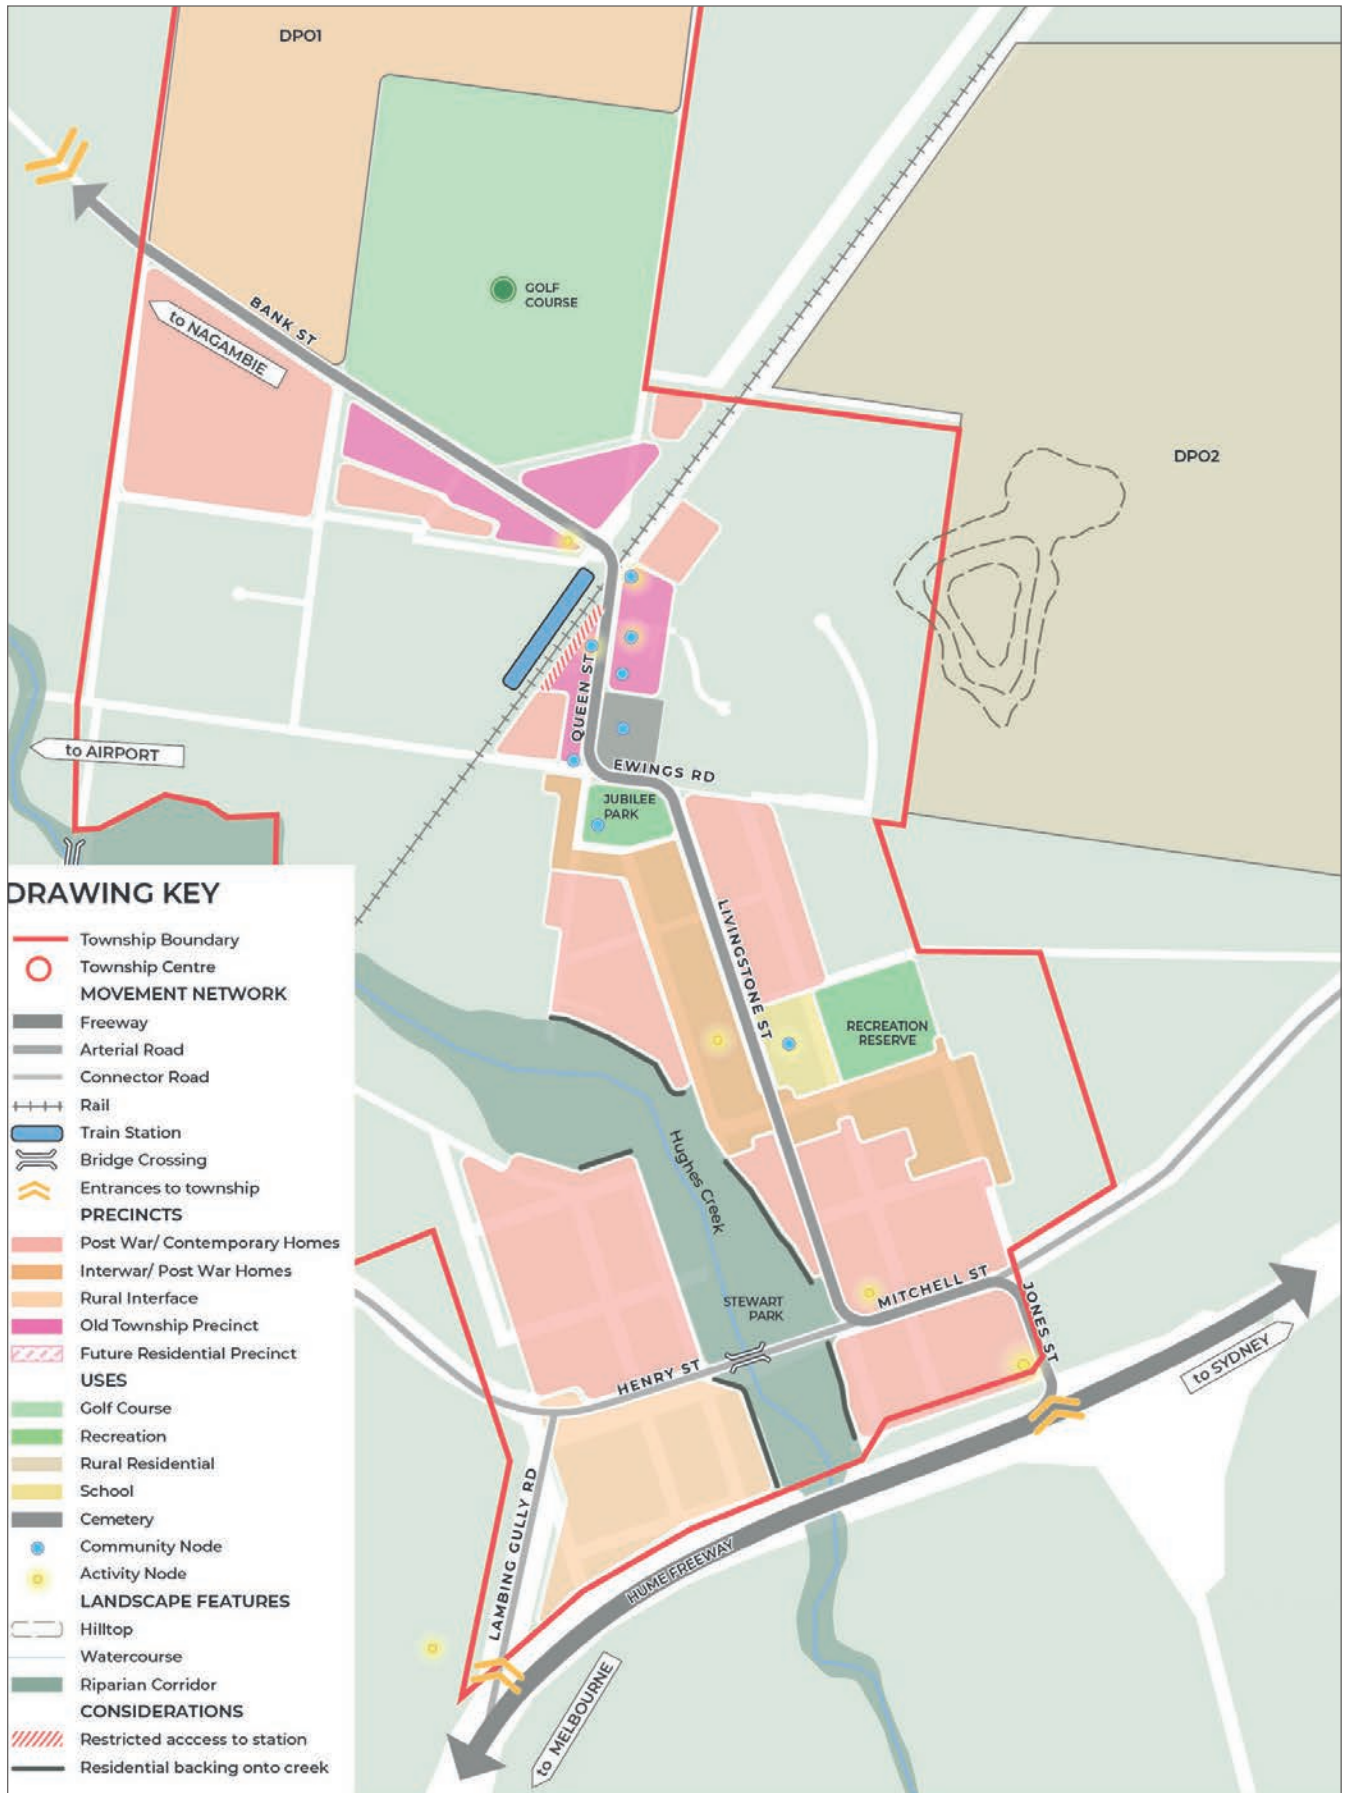 DPO1
GOLF
COURSE
BANK ST
to NAGAMBIE
DPO2
QUEEN ST
to AIRPORT
EWINGS RD
JUBILEE
PARK
LIVINGSTONE ST
RECREATION
RESERVE
Hughes Creek
STEWART
PARK
MITCHELL ST
JONES ST
HENRY ST
to SYDNEY
LAMBING GULLY RD
HUME FREEWAY
to MELBOURNE
DRAWING KEY
Township Boundary
Township Centre
MOVEMENT NETWORK
Freeway
Arterial Road
Connector Road
Rail
Train Station
Bridge Crossing
Entrances to township
PRECINCTS
Post War/ Contemporary Homes
Interwar/ Post War Homes
Rural Interface
Old Township Precinct
Future Residential Precinct
USES
Golf Course
Recreation
Rural Residential
School
Cemetery
Community Node
Activity Node
LANDSCAPE FEATURES
Hilltop
Watercourse
Riparian Corridor
CONSIDERATIONS
Restricted acccess to station
Residential backing onto creek